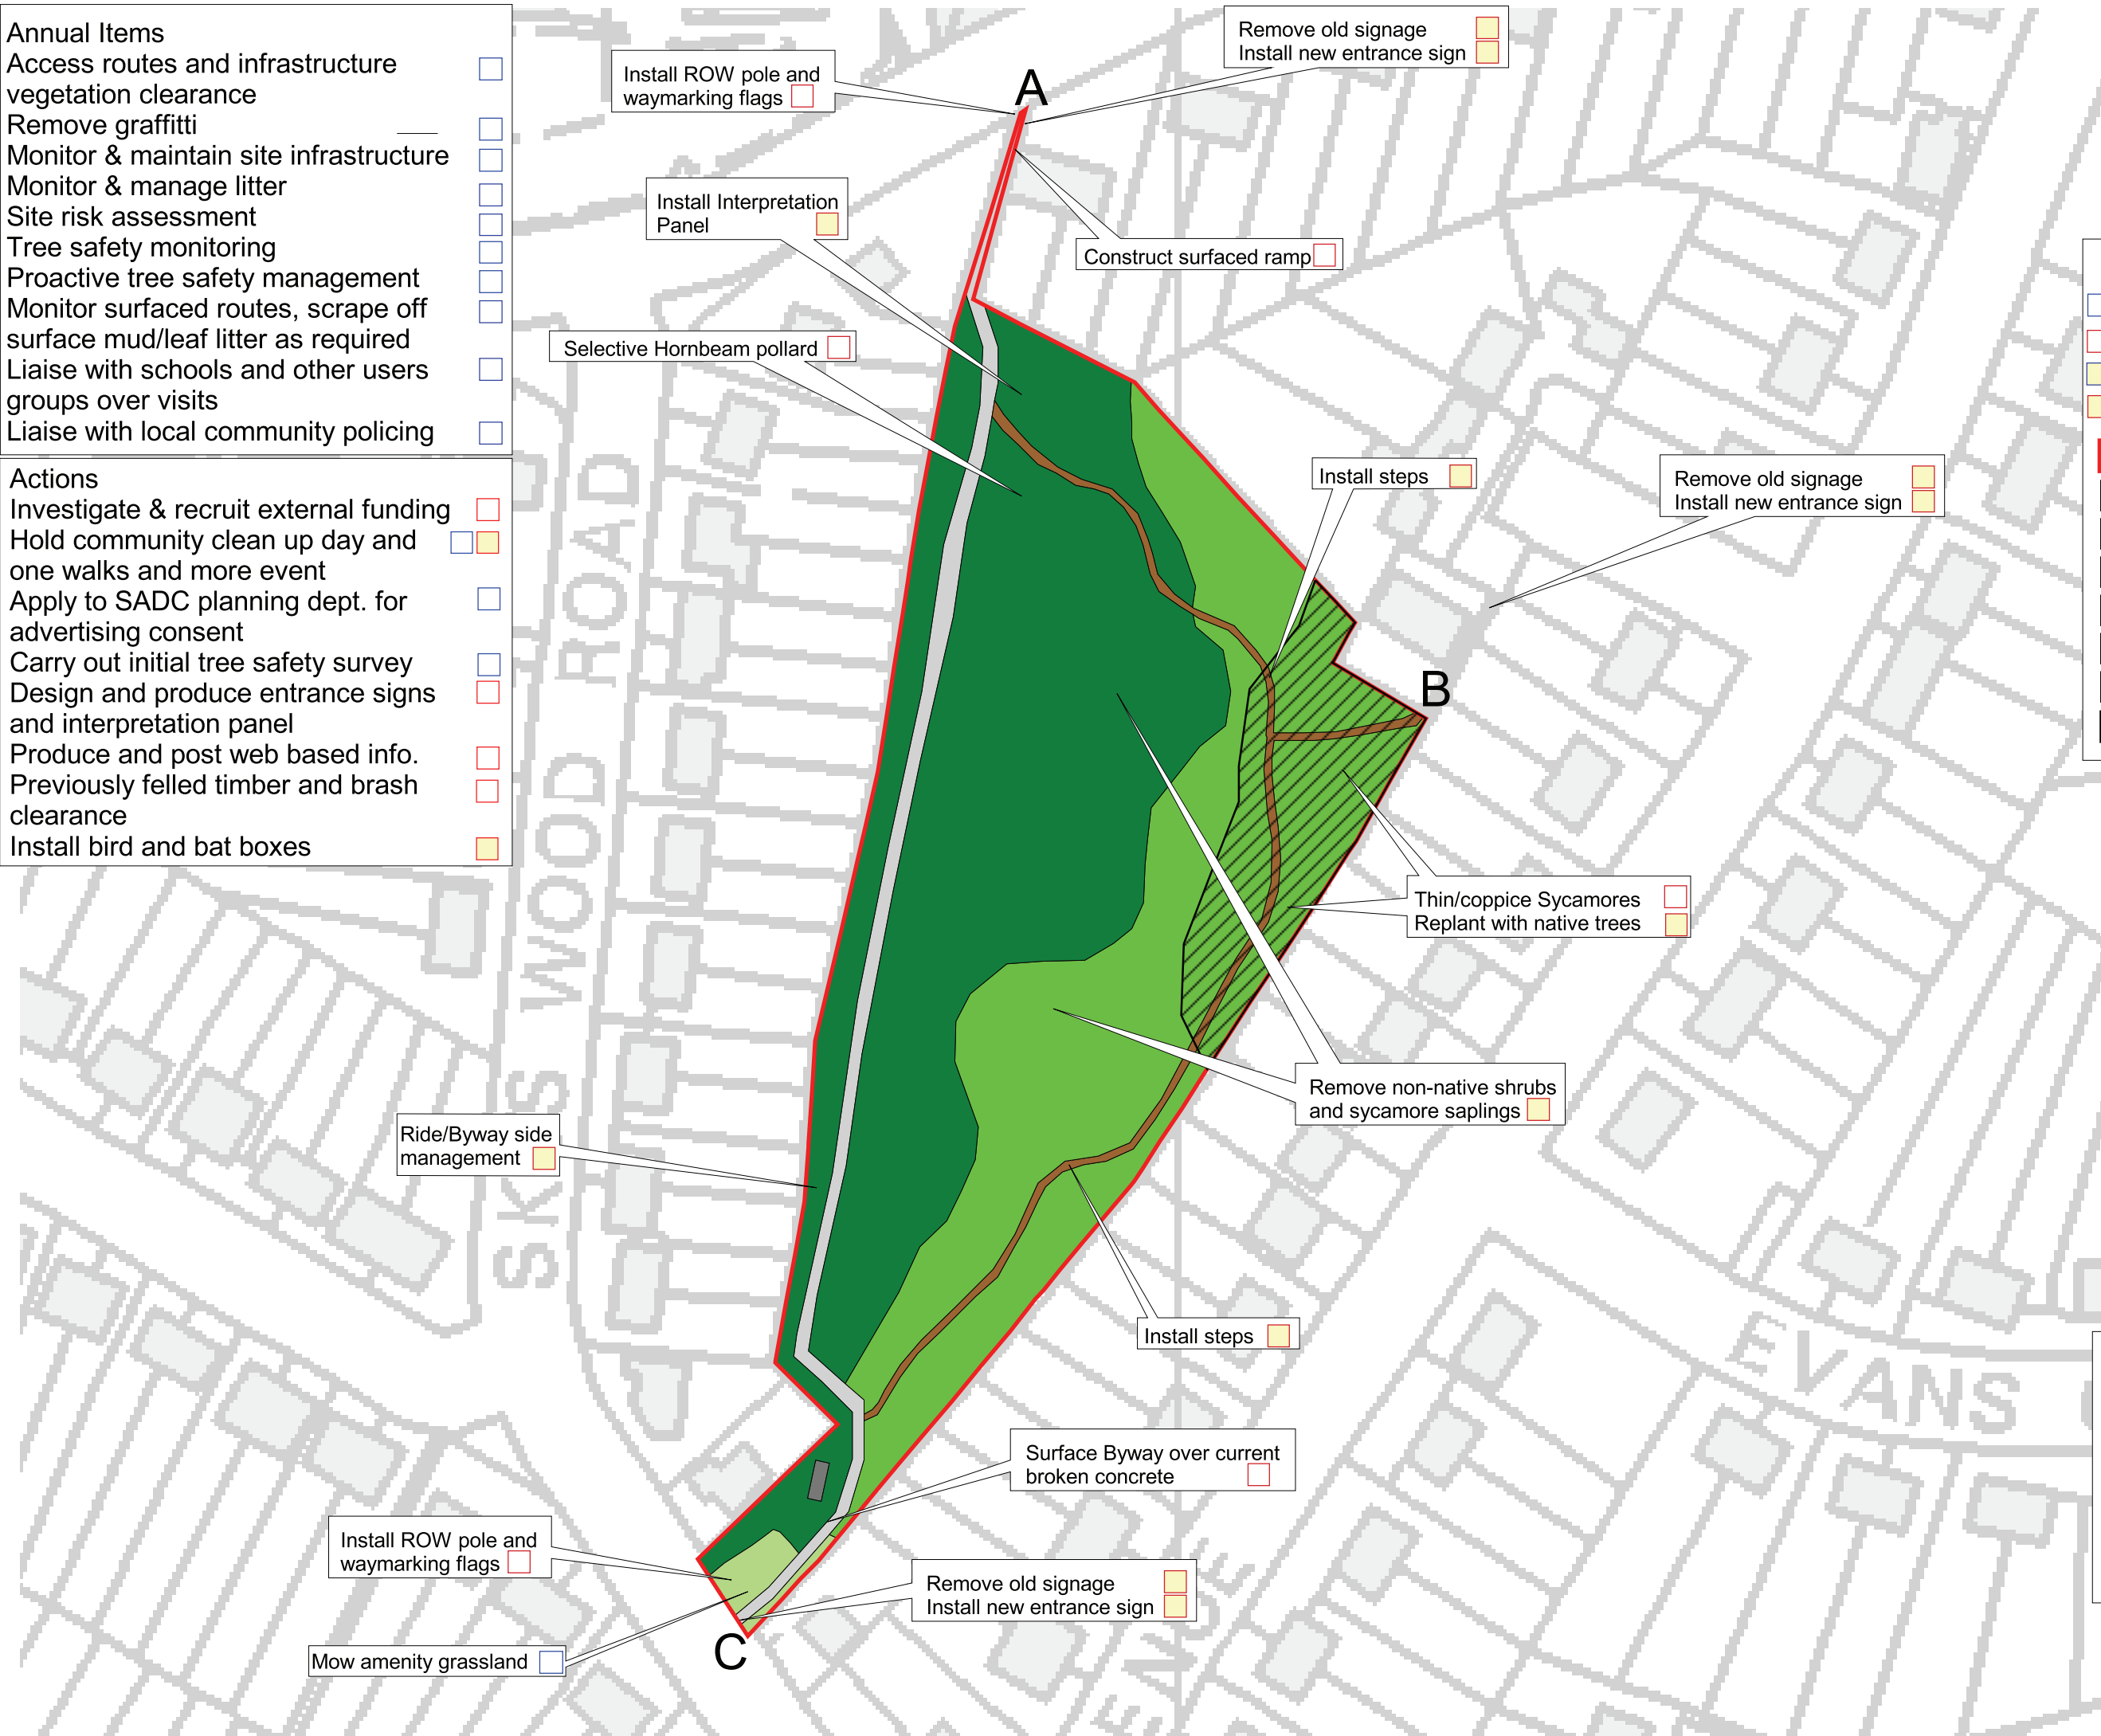 Annual Items
Access routes and infrastructure
vegetation clearance
Remove graffitti
Monitor & maintain site infrastructure
Monitor & manage litter
Site risk assessment
Tree safety monitoring
Proactive tree safety management
Monitor surfaced routes, scrape off
surface mud/leaf litter as required
Liaise with schools and other users
groups over visits
Liaise with local community policing
Actions
Investigate & recruit external funding
Hold community clean up day and
one walks and more event
Apply to SADC planning dept. for
advertising consent
Carry out initial tree safety survey
Design and produce entrance signs
and interpretation panel
Produce and post web based info.
Previously felled timber and brash
clearance
Install bird and bat boxes
Remove old signage
Install new entrance sign
Install ROW pole and
waymarking flags
A
Install Interpretation
Panel
Construct surfaced ramp
Selective Hornbeam pollard
Install steps
Remove old signage
Install new entrance sign
B
Thin/coppice Sycamores
Replant with native trees
Remove non-native shrubs
and sycamore saplings
Ride/Byway side
management
Install steps
Surface Byway over current
broken concrete
Install ROW pole and
waymarking flags
Remove old signage
Install new entrance sign
C
Mow amenity grassland
SKYS WOOD ROAD
EVANS